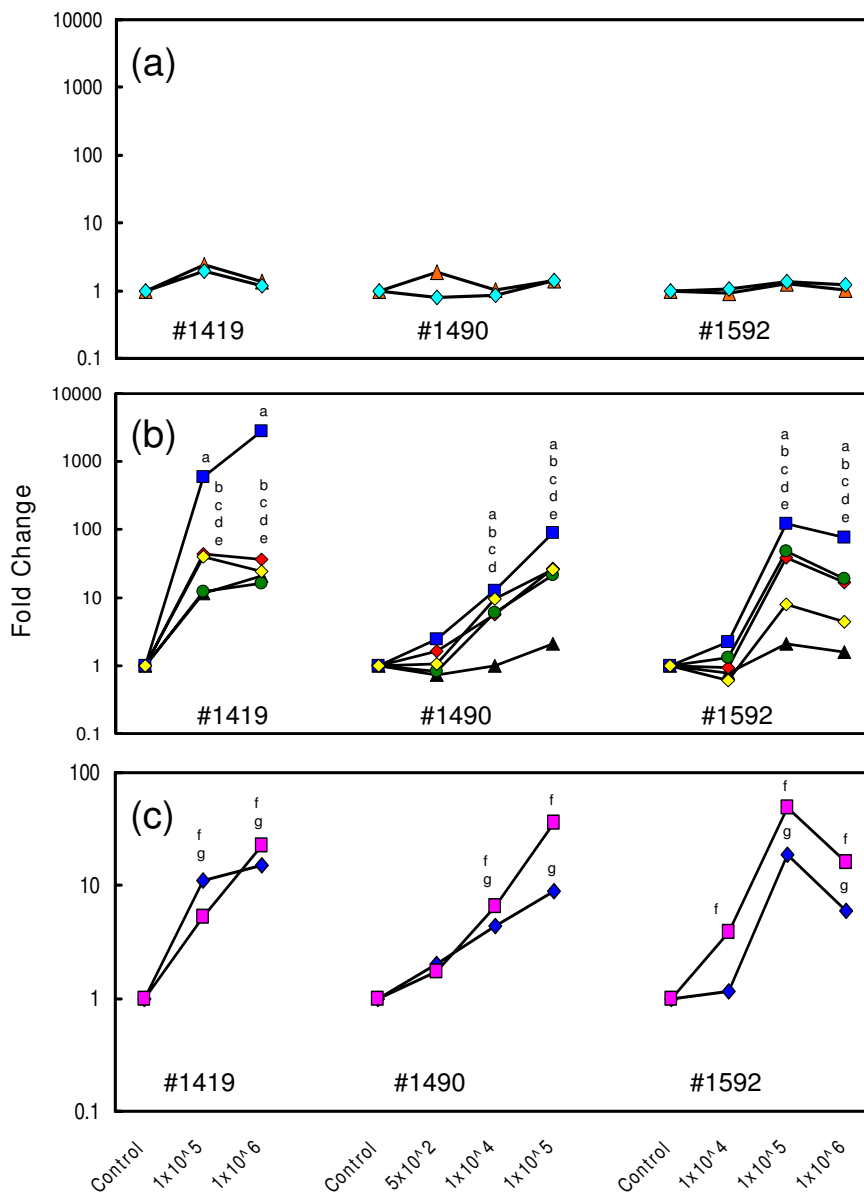 10000
(a)
1000
100
10
1
#1419 #1490 #1592
0.1
10000
a
(b)
a a a
1000 a b b
b b b c c
c c c d d
d d a d e e
100 e e b e
c
d
10
1
#1419 #1490 #1592
0.1
Fold Change
100
(c)
f f f
f g f
g f g
10 g g f g
1
#1419 #1490 #1592
0.1
Control 1x10^5 1x10^6 Control 5x10^2 1x10^4 1x10^5 Control 1x10^4 1x10^5 1x10^6